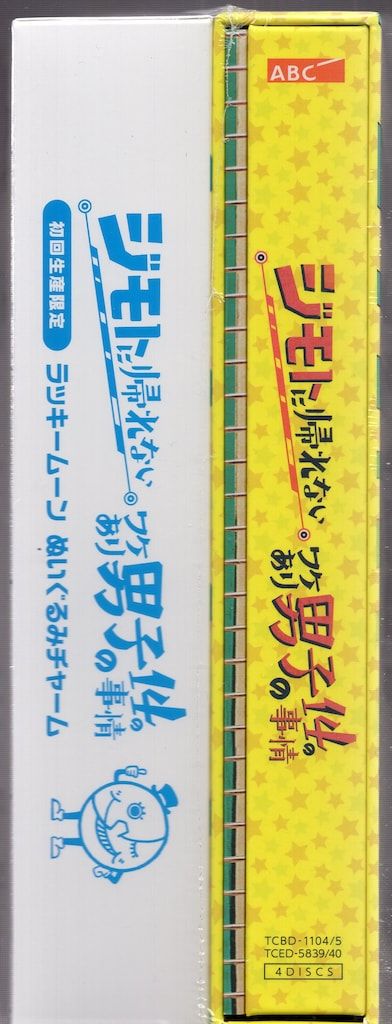 初回生産限定
ジモトに帰れない
ワケあり男子の
14の事情
ラッキームーン ぬいぐるみチャーム
ABC
ジモトに帰れない
ワケあり男子の
14の事情
TCBD-1104/5
TCED-5839/40
4DISCS